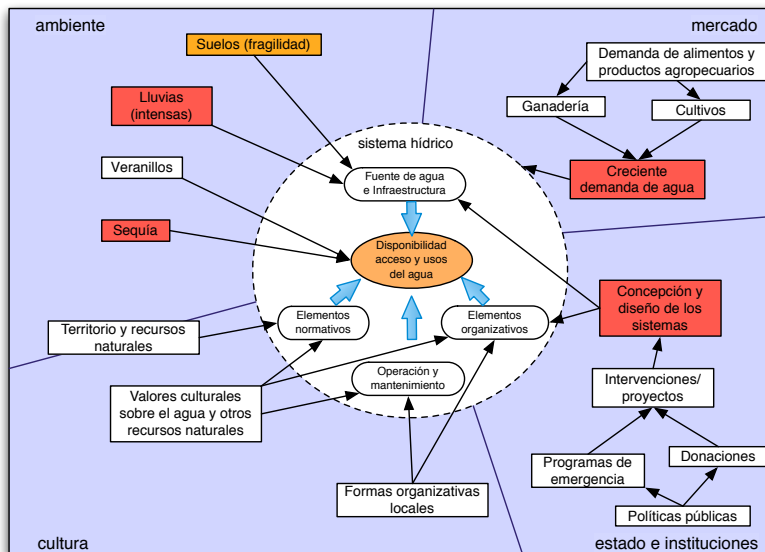 ambiente
mercado
Suelos (fragilidad)
Demanda de alimentos y
productos agropecuarios
Lluvias
(intensas)
Ganadería
Cultivos
sistema hídrico
Veranillos
Fuente de agua
e Infraestructura
Creciente
demanda de agua
Sequía
Disponibilidad
acceso y usos
del agua
Concepción y
diseño de los
sistemas
Elementos
normativos
Elementos
organizativos
Territorio y recursos
naturales
Operación y
mantenimiento
Intervenciones/
proyectos
Valores culturales
sobre el agua y otros
recursos naturales
Programas de
emergencia
Donaciones
Formas organizativas
locales
Políticas públicas
cultura
estado e instituciones